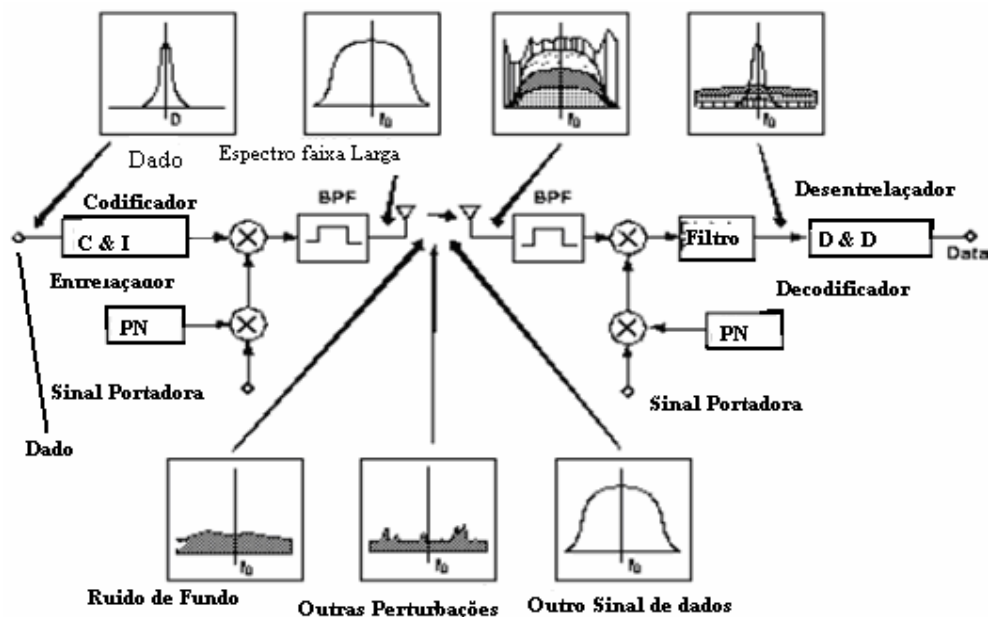 D
f0
f0
f0
Dado
Espectro faixa Larga
Codificador
BPF
BPF
Desentrelaçador
C & I
Filtro
D & D
Data
Entrelaçador
Decodificador
PN
PN
Sinal Portadora
Sinal Portadora
Dado
f0
f0
f0
Ruido de Fundo
Outras Perturbações
Outro Sinal de dados